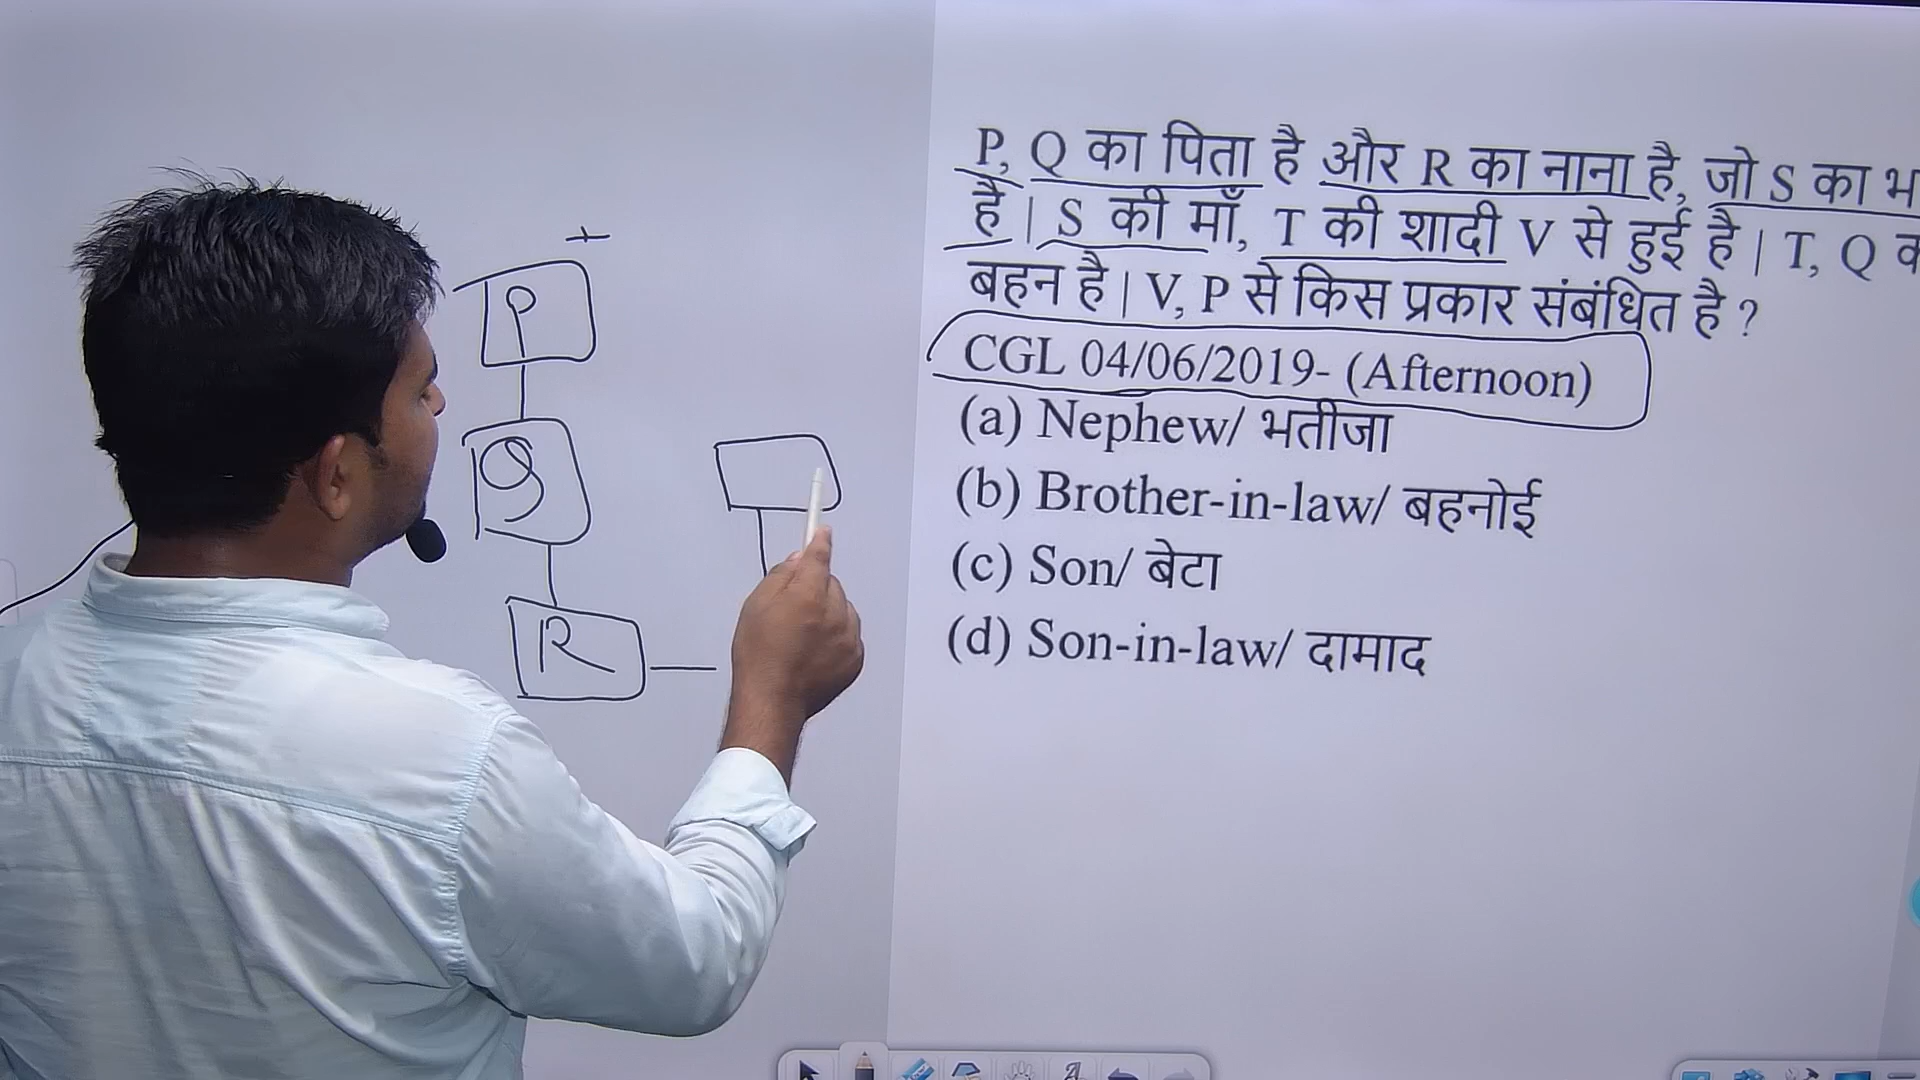 P, Q का पिता है और R का नाना है, जो S का
है | S की माँ, T की शादी V से हुई है | T, Q
बहन है | V, P से किस प्रकार संबंधित है ?
CGL 04/06/2019- (Afternoon)
(a) Nephew/ भतीजा
(b) Brother-in-law/ बहनोई
(c) Son/ बेटा
(d) Son-in-law/ दामाद
+
P
Q
R